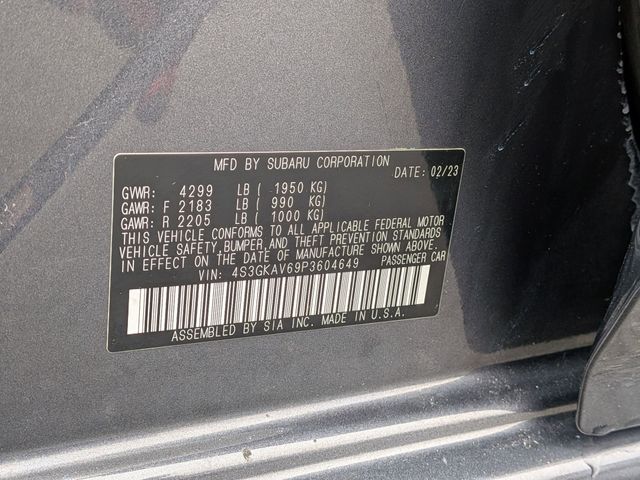 MFD BY SUBARU CORPORATION
DATE: 02/23
GVWR: 4299 LB ( 1950 KG)
GAWR: F 2183 LB ( 990 KG)
GAWR: R 2205 LB ( 1000 KG)
THIS VEHICLE CONFORMS TO ALL APPLICABLE FEDERAL MOTOR
VEHICLE SAFETY, BUMPER, AND THEFT PREVENTION STANDARDS
IN EFFECT ON THE DATE OF MANUFACTURE SHOWN ABOVE.
VIN: 4S3GKAV69P3604649 PASSENGER CAR
ASSEMBLED BY SIA INC. MADE IN U.S.A.